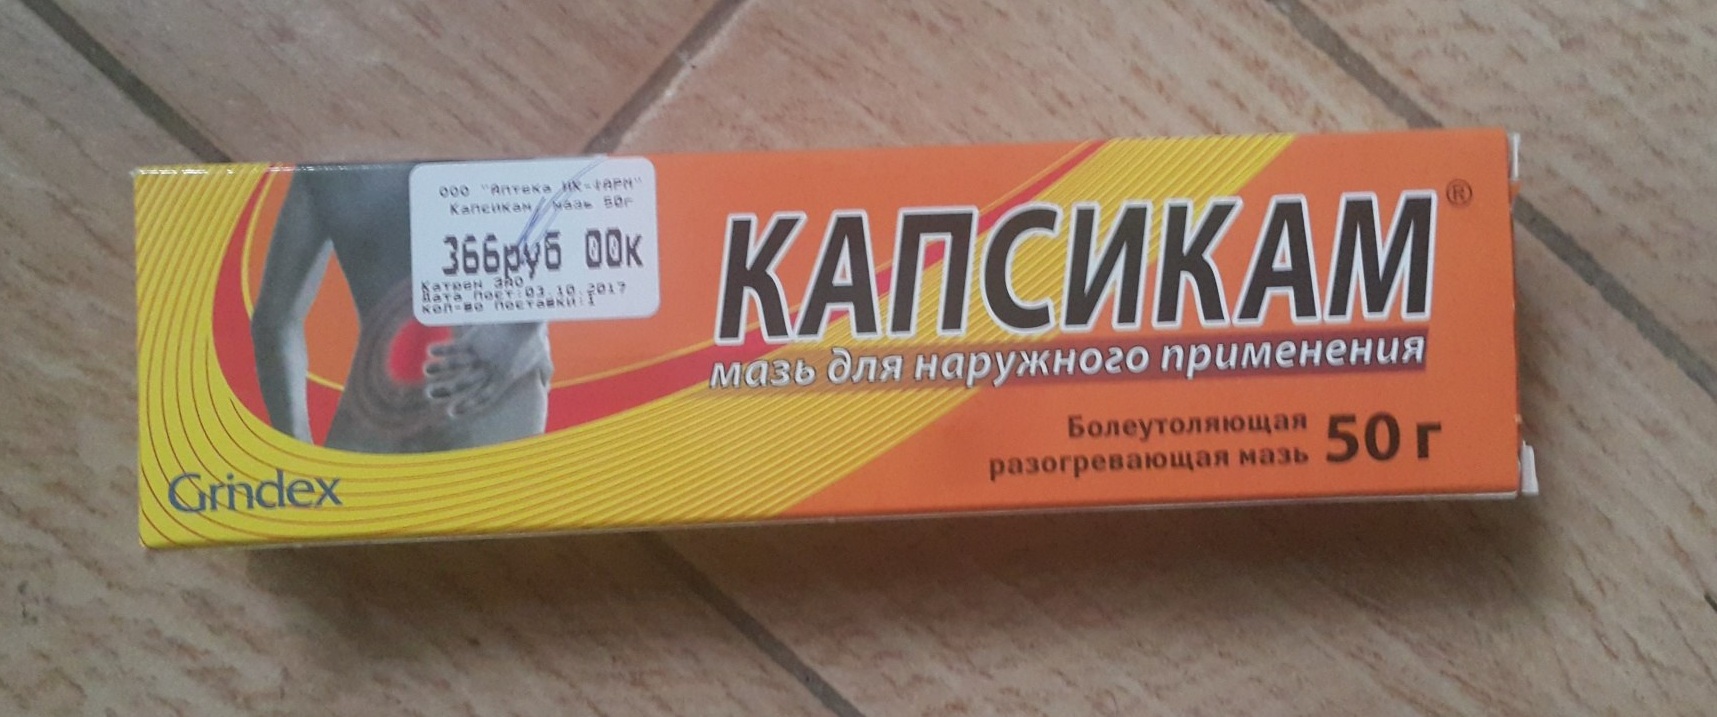 ООО "Аптека
Капсикам, мазь 50г
366руб 00к
Катрен ЗАО
Дата пост:03.10.2017
кол-во поставки:1
КАПСИКАМ®
мазь для наружного применения
Болеутоляющая
разогревающая мазь
50 г
Grindex